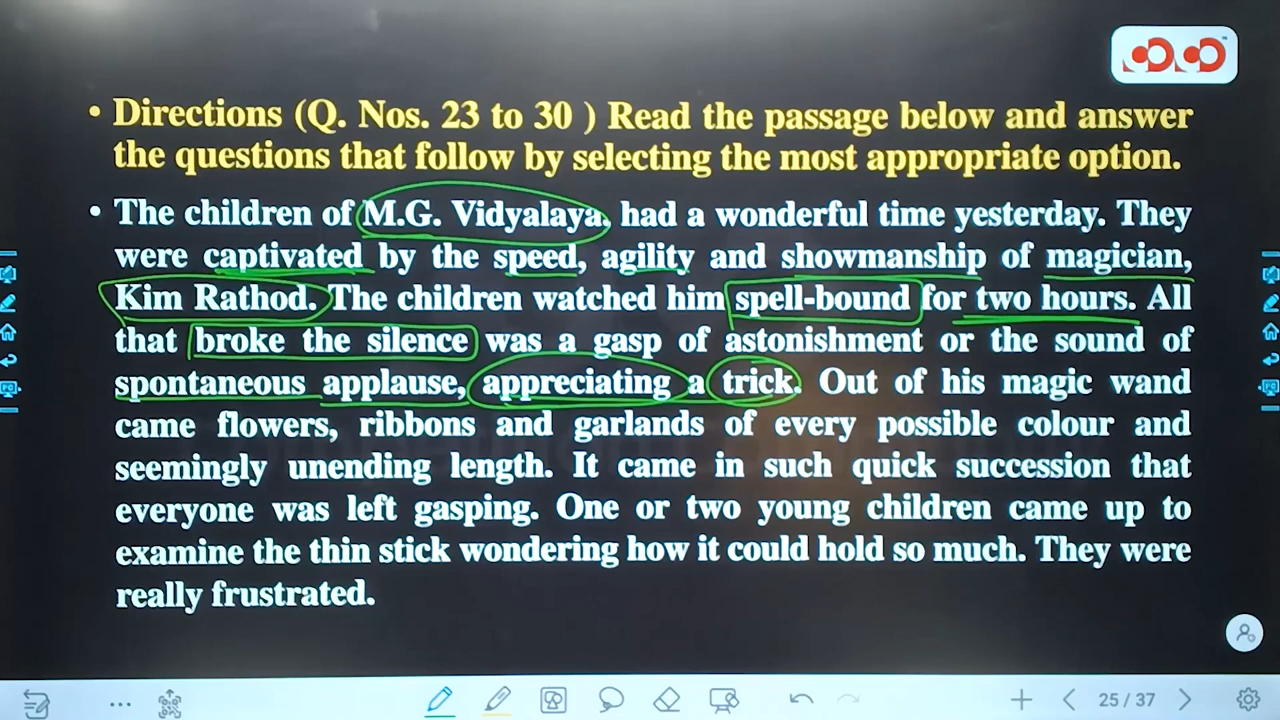 • Directions (Q. Nos. 23 to 30 ) Read the passage below and answer
the questions that follow by selecting the most appropriate option.
• The children of M.G. Vidyalaya, had a wonderful time yesterday. They
were captivated by the speed, agility and showmanship of magician,
Kim Rathod. The children watched him spell-bound for two hours. All
that broke the silence was a gasp of astonishment or the sound of
spontaneous applause, appreciating a trick. Out of his magic wand
came flowers, ribbons and garlands of every possible colour and
seemingly unending length. It came in such quick succession that
everyone was left gasping. One or two young children came up to
examine the thin stick wondering how it could hold so much. They were
really frustrated.
25 / 37